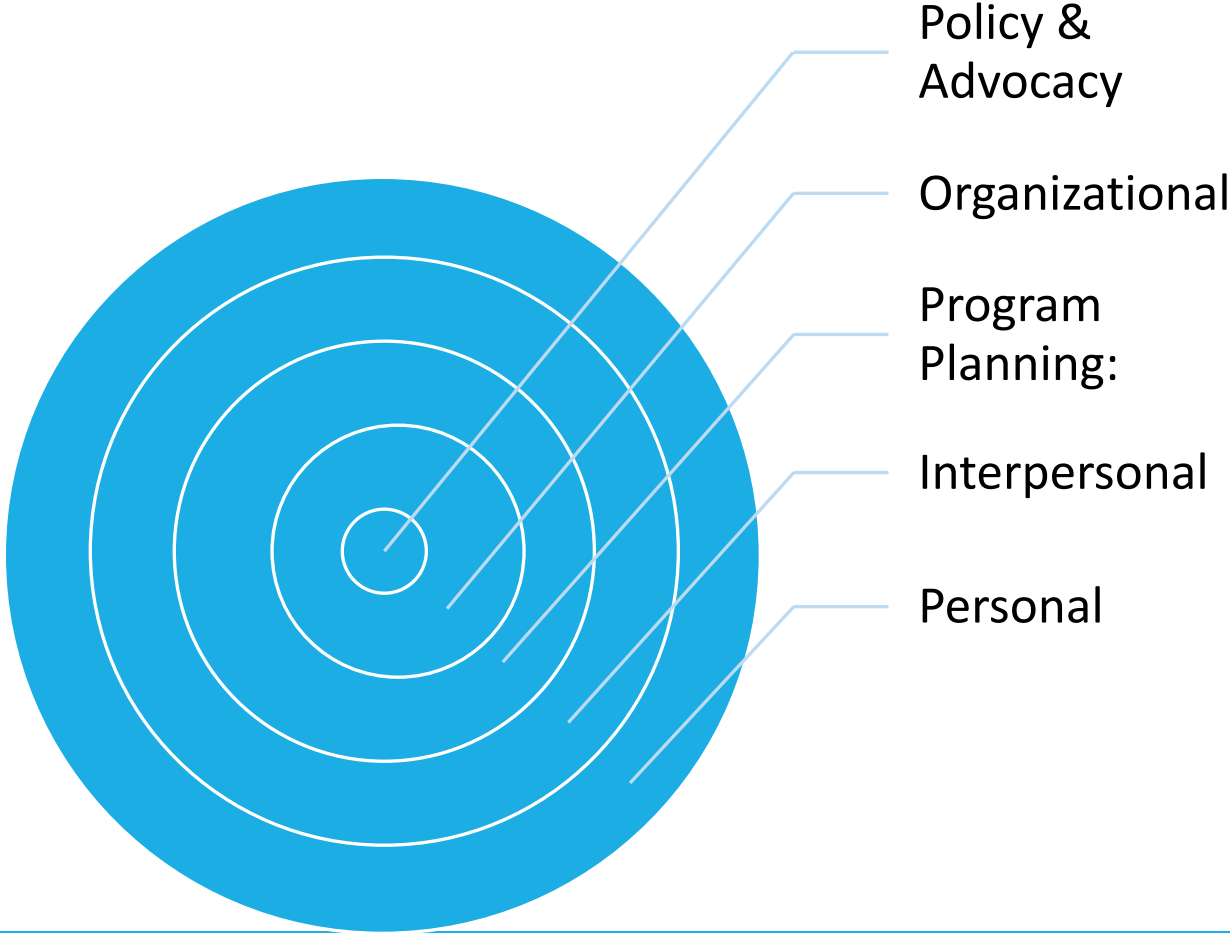 Policy &
Advocacy
Organizational
Program
Planning:
Interpersonal
Personal